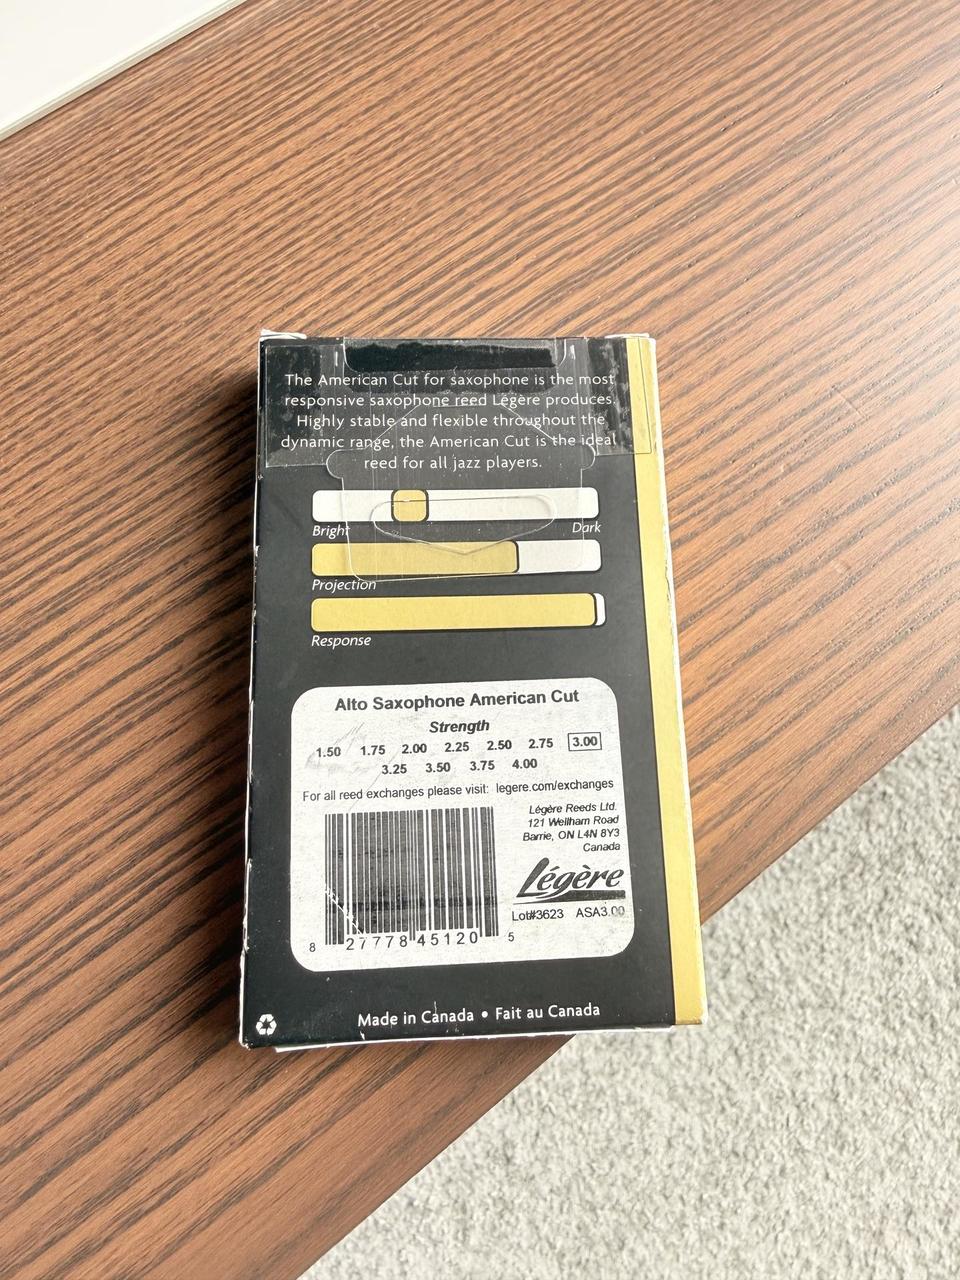 The American Cut for saxophone is the most
responsive saxophone reed Légère produces.
Highly stable and flexible throughout the
dynamic range, the American Cut is the ideal
reed for all jazz players.
Bright Dark
Projection
Response
Alto Saxophone American Cut
Strength
1.50 1.75 2.00 2.25 2.50 2.75 3.00
3.25 3.50 3.75 4.00
For all reed exchanges please visit: legere.com/exchanges
Légère Reeds Ltd.
121 Wellham Road
Barrie, ON L4N 8Y3
Canada
Légère
Lot#3623 ASA3.00
8 27778 45120 5
Made in Canada • Fait au Canada